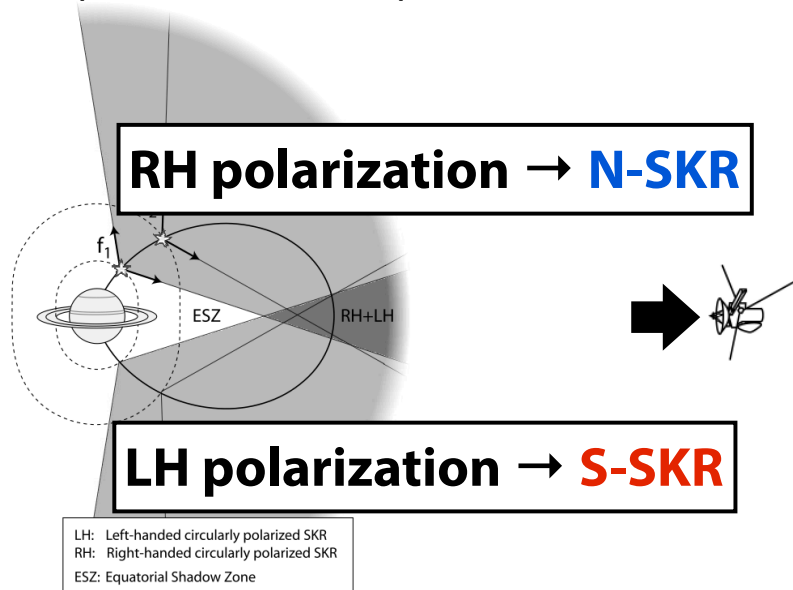 RH polarization → N-SKR
f1
ESZ
RH+LH
LH polarization → S-SKR
LH: Left-handed circularly polarized SKR
RH: Right-handed circularly polarized SKR
ESZ: Equatorial Shadow Zone